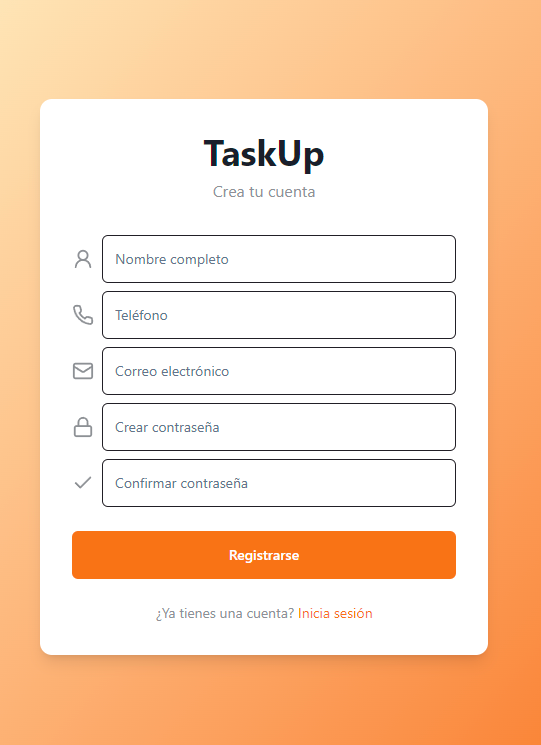 TaskUp
Crea tu cuenta
Nombre completo
Teléfono
Correo electrónico
Crear contraseña
Confirmar contraseña
Registrarse
¿Ya tienes una cuenta? Inicia sesión